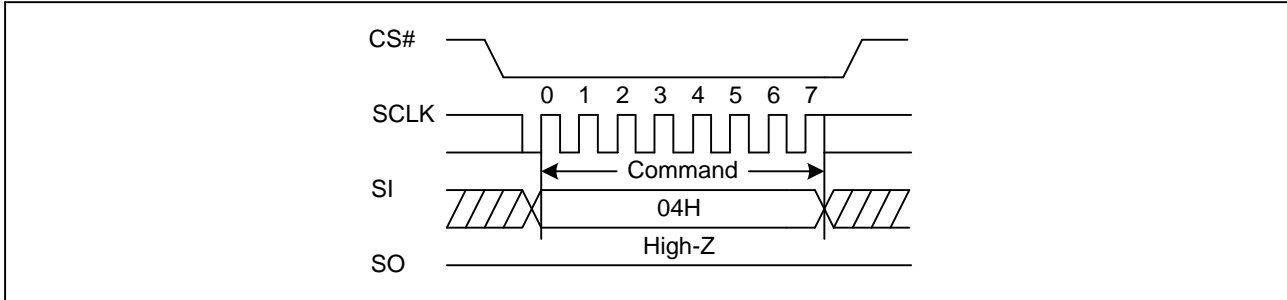 CS#
0 1 2 3 4 5 6 7
SCLK
Command
SI
04H
High-Z
SO